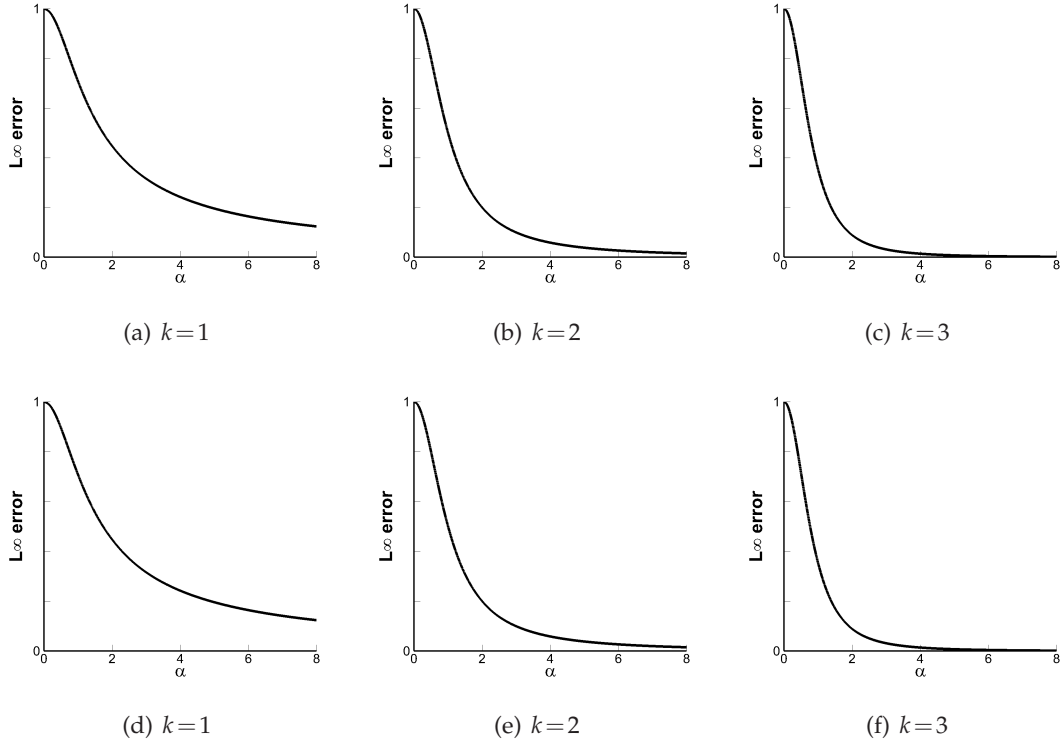 1
L∞ error
0
0 2 4 6 8
α
(a) k=1
1
L∞ error
0
0 2 4 6 8
α
(b) k=2
1
L∞ error
0
0 2 4 6 8
α
(c) k=3
1
L∞ error
0
0 2 4 6 8
α
(d) k=1
1
L∞ error
0
0 2 4 6 8
α
(e) k=2
1
L∞ error
0
0 2 4 6 8
α
(f) k=3